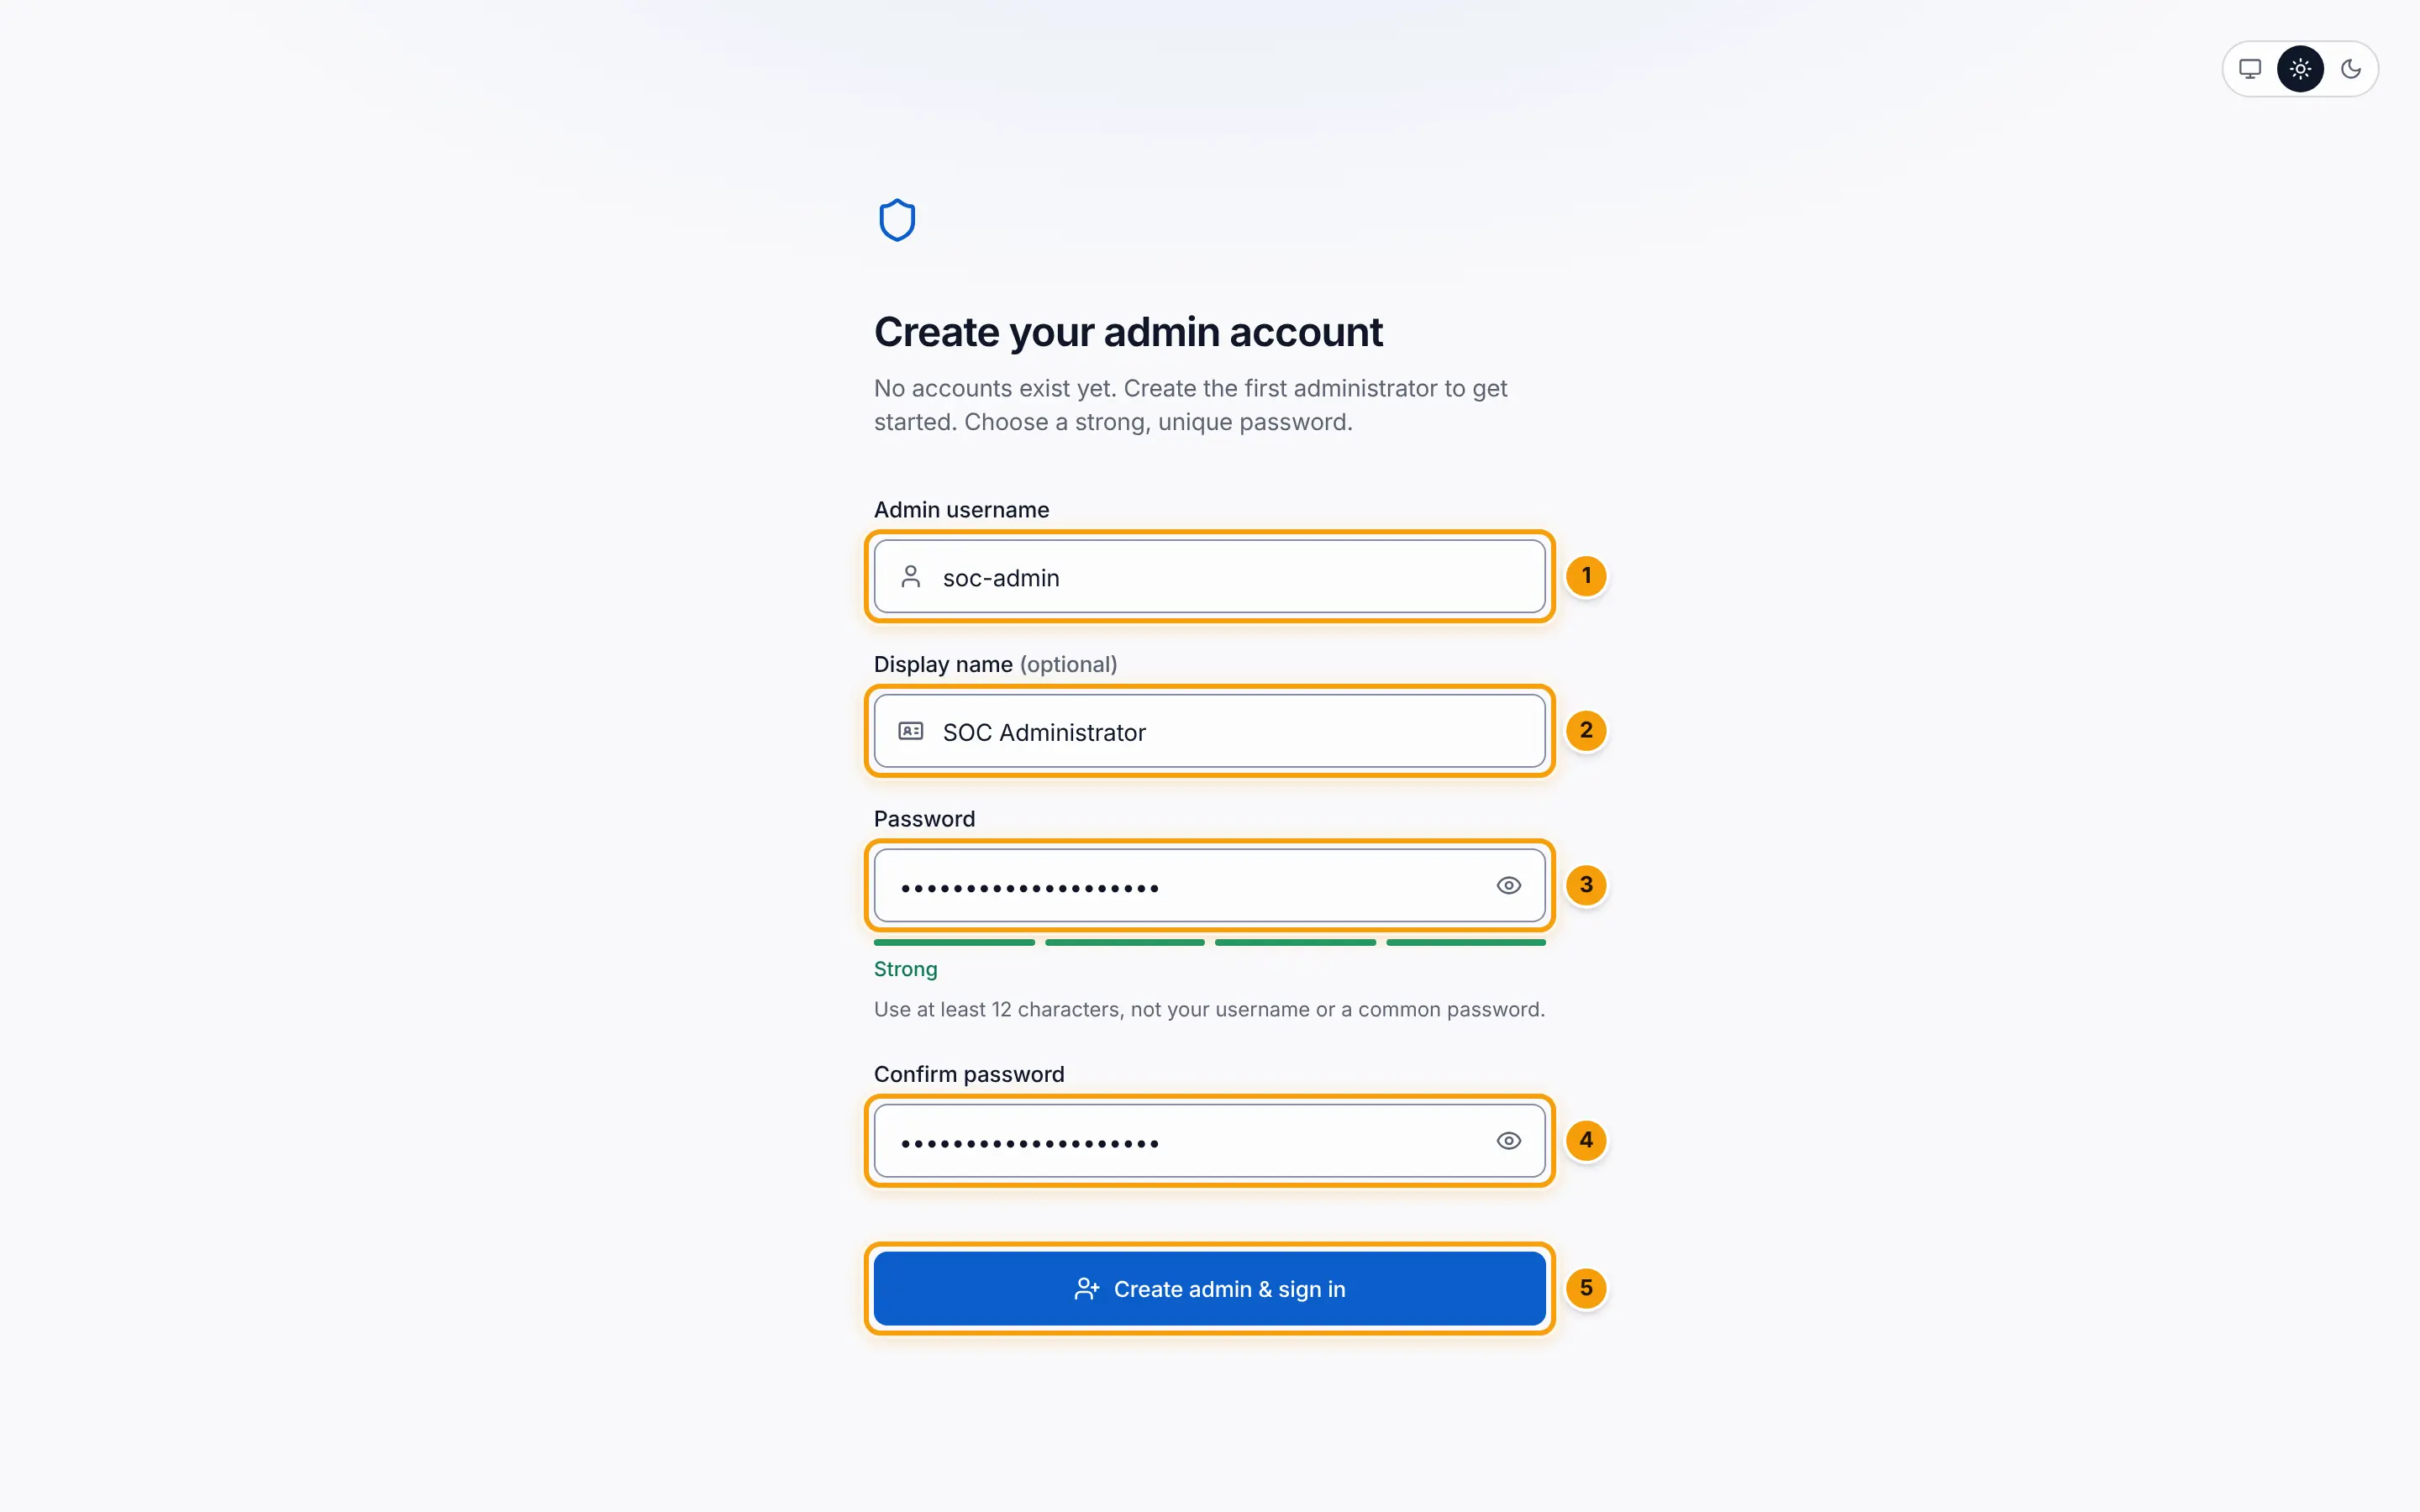 Create your admin account
No accounts exist yet. Create the first administrator to get
started. Choose a strong, unique password.
Admin username
soc-admin
1
Display name (optional)
SOC Administrator
2
Password
••••••••••••••••••••
3
Strong
Use at least 12 characters, not your username or a common password.
Confirm password
••••••••••••••••••••
4
Create admin & sign in
5